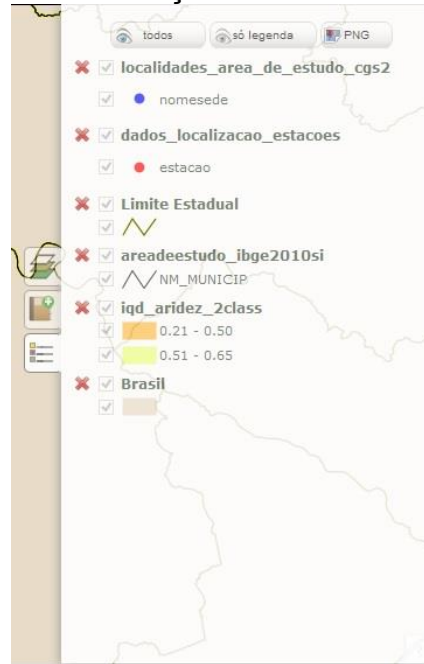 todos só legenda PNG
localidades_area_de_estudo_cgs2
nomesede
dados_localizacao_estacoes
estacao
Limite Estadual
areadeestudo_ibge2010si
NM_MUNICIP
iqd_aridez_2class
0.21 - 0.50
0.51 - 0.65
Brasil